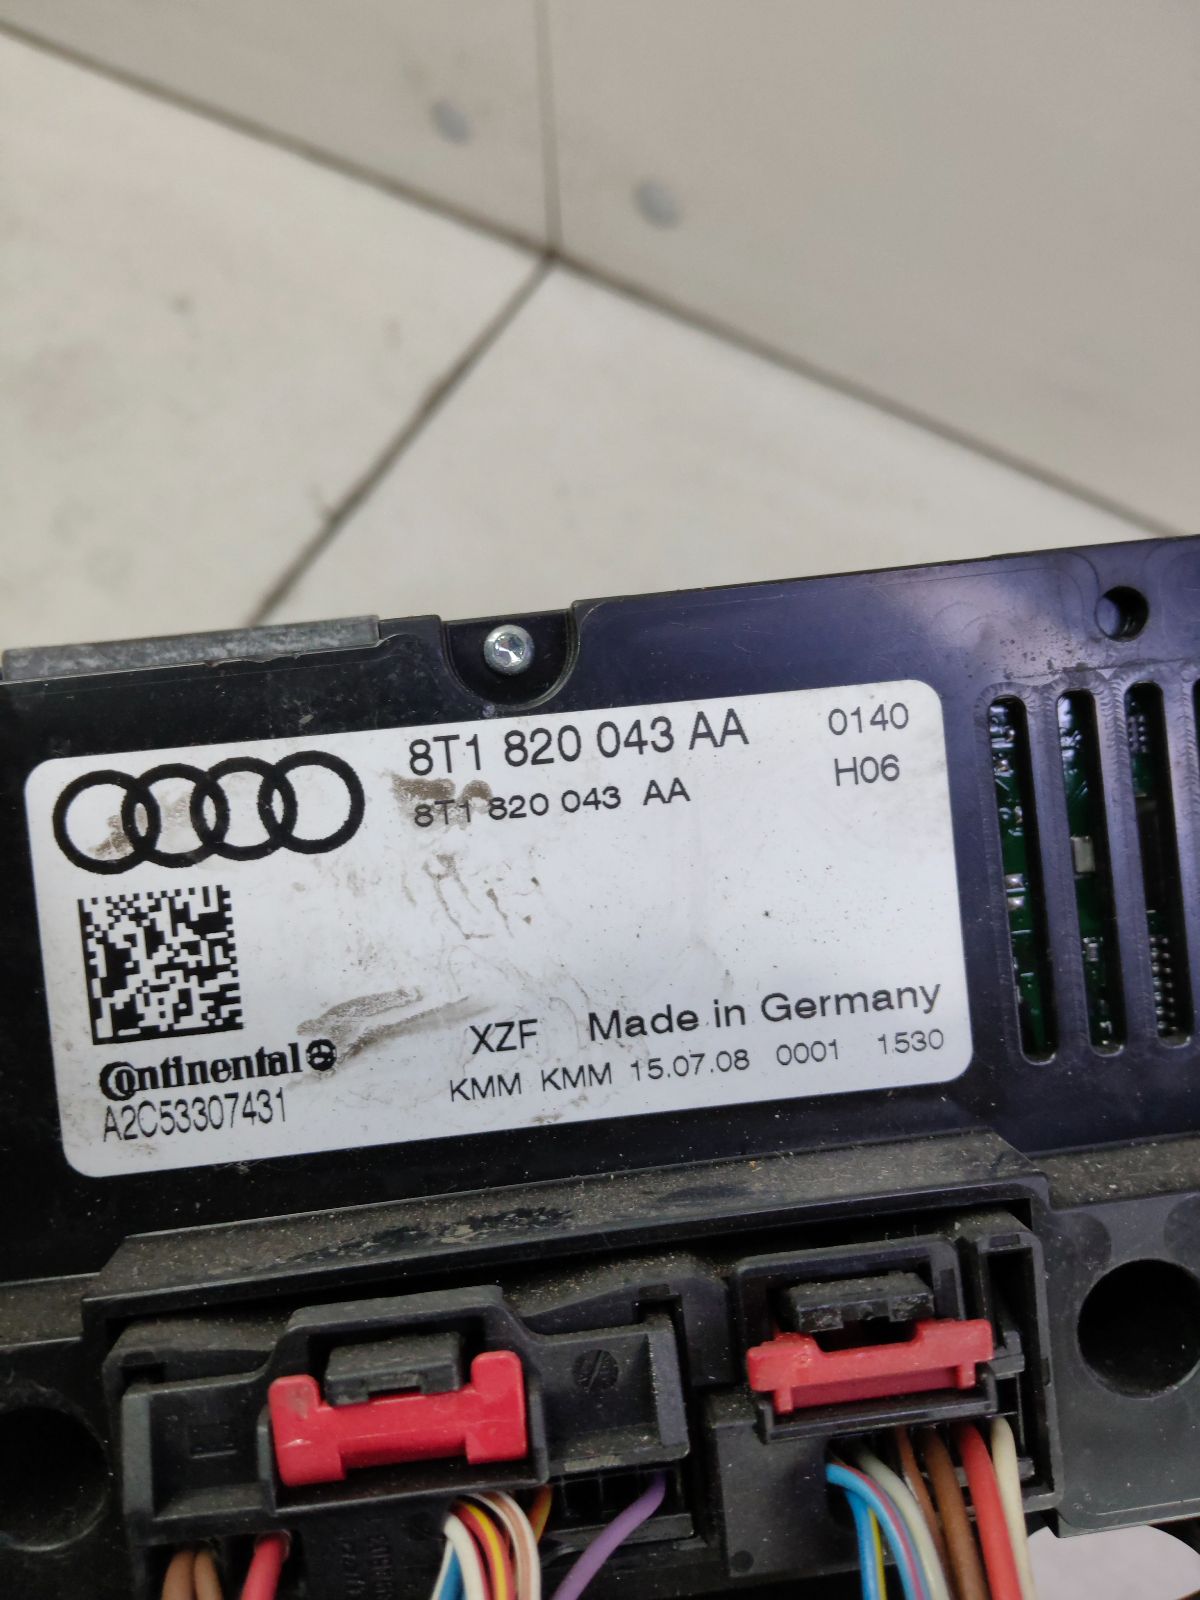 8T1 820 043 AA 0140
8T1 820 043 AA H06
Continental
A2C53307431
XZF Made in Germany
KMM KMM 15.07.08 0001 1530